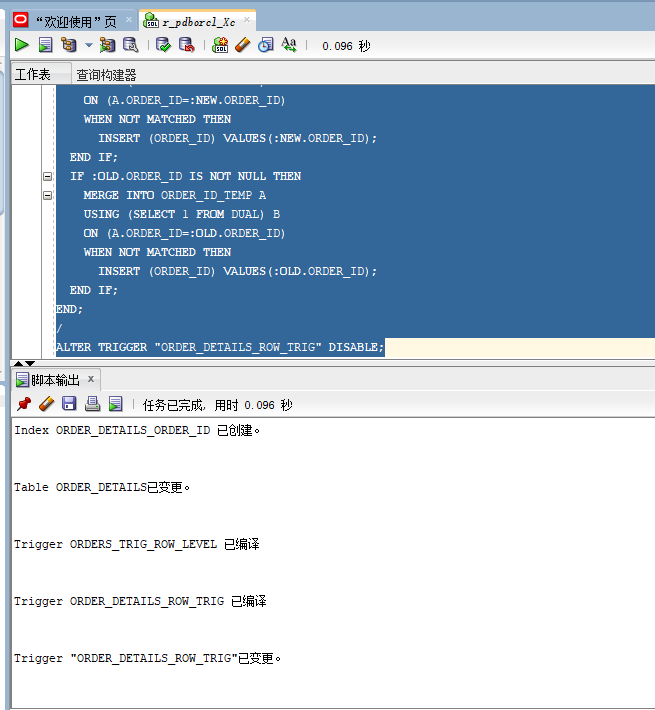 “欢迎使用”页 ×
r_pdborcl_Xc ×
0.096 秒
工作表 查询构建器
ON (A.ORDER_ID=:NEW.ORDER_ID)
WHEN NOT MATCHED THEN
INSERT (ORDER_ID) VALUES(:NEW.ORDER_ID);
END IF;
IF :OLD.ORDER_ID IS NOT NULL THEN
MERGE INTO ORDER_ID_TEMP A
USING (SELECT 1 FROM DUAL) B
ON (A.ORDER_ID=:OLD.ORDER_ID)
WHEN NOT MATCHED THEN
INSERT (ORDER_ID) VALUES(:OLD.ORDER_ID);
END IF;
END;
/
ALTER TRIGGER "ORDER_DETAILS_ROW_TRIG" DISABLE;
脚本输出 ×
任务已完成, 用时 0.096 秒
Index ORDER_DETAILS_ORDER_ID 已创建。
Table ORDER_DETAILS已变更。
Trigger ORDERS_TRIG_ROW_LEVEL 已编译
Trigger ORDER_DETAILS_ROW_TRIG 已编译
Trigger "ORDER_DETAILS_ROW_TRIG"已变更。